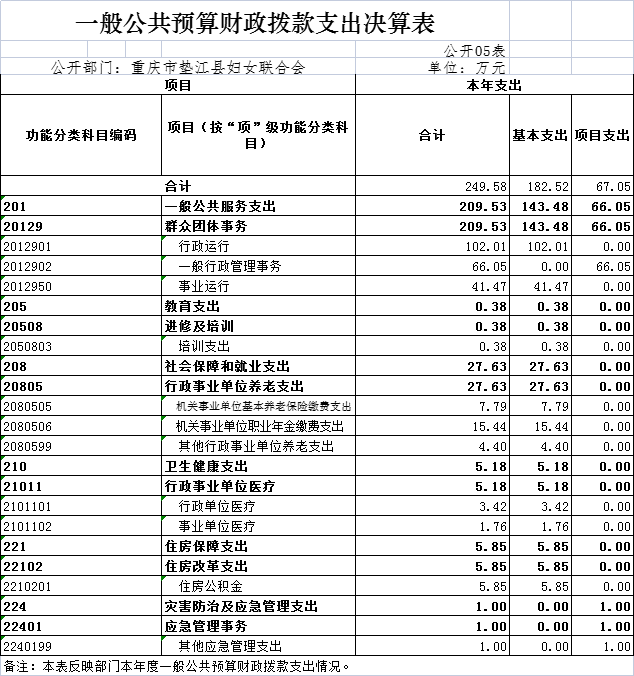 一般公共预算财政拨款支出决算表
公开05表
公开部门：重庆市垫江县妇女联合会 单位：万元
项目 本年支出
功能分类科目编码 项目（按“项”级功能分类科目） 合计 基本支出 项目支出
合计 249.58 182.52 67.05
201 一般公共服务支出 209.53 143.48 66.05
20129 群众团体事务 209.53 143.48 66.05
2012901 行政运行 102.01 102.01 0.00
2012902 一般行政管理事务 66.05 0.00 66.05
2012950 事业运行 41.47 41.47 0.00
205 教育支出 0.38 0.38 0.00
20508 进修及培训 0.38 0.38 0.00
2050803 培训支出 0.38 0.38 0.00
208 社会保障和就业支出 27.63 27.63 0.00
20805 行政事业单位养老支出 27.63 27.63 0.00
2080505 机关事业单位基本养老保险缴费支出 7.79 7.79 0.00
2080506 机关事业单位职业年金缴费支出 15.44 15.44 0.00
2080599 其他行政事业单位养老支出 4.40 4.40 0.00
210 卫生健康支出 5.18 5.18 0.00
21011 行政事业单位医疗 5.18 5.18 0.00
2101101 行政单位医疗 3.42 3.42 0.00
2101102 事业单位医疗 1.76 1.76 0.00
221 住房保障支出 5.85 5.85 0.00
22102 住房改革支出 5.85 5.85 0.00
2210201 住房公积金 5.85 5.85 0.00
224 灾害防治及应急管理支出 1.00 0.00 1.00
22401 应急管理事务 1.00 0.00 1.00
2240199 其他应急管理支出 1.00 0.00 1.00
备注：本表反映部门本年度一般公共预算财政拨款支出情况。